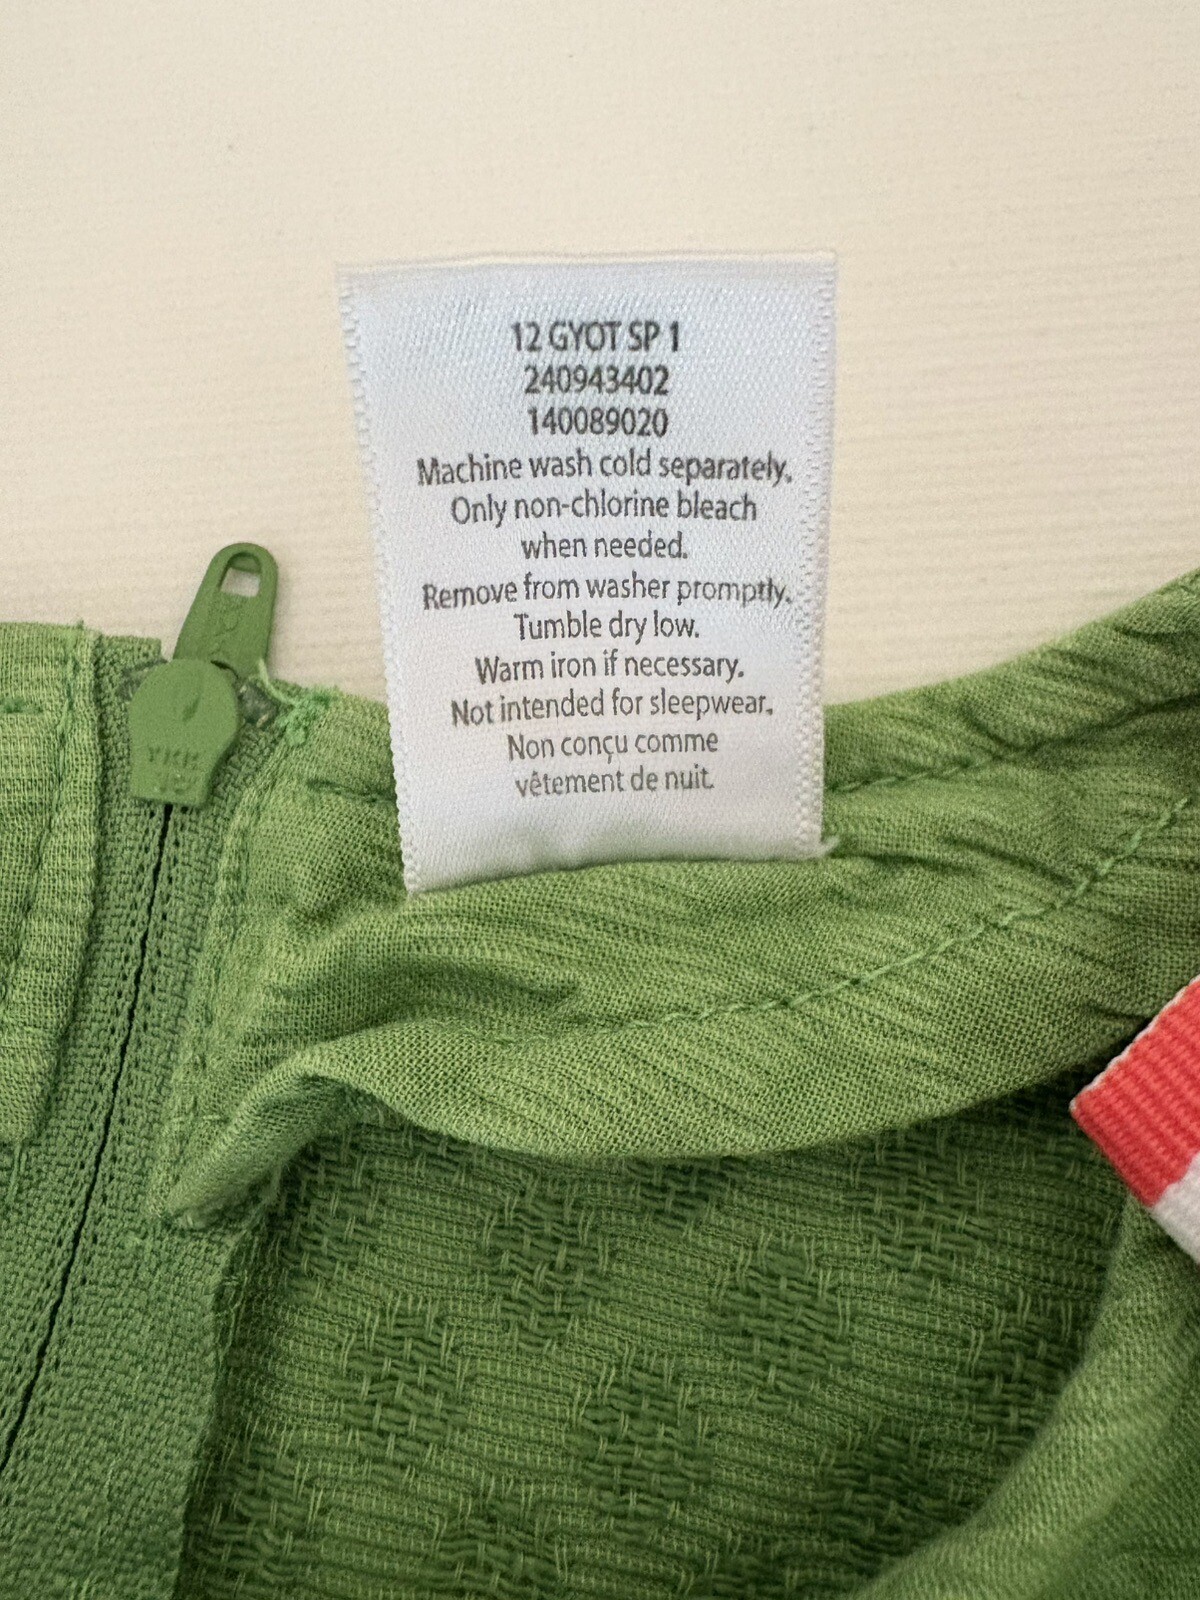 12 GYOT SP 1
240943402
140089020
Machine wash cold separately.
Only non-chlorine bleach
when needed.
Remove from washer promptly.
Tumble dry low.
Warm iron if necessary.
Not intended for sleepwear.
Non conçu comme
vêtement de nuit.
YKK